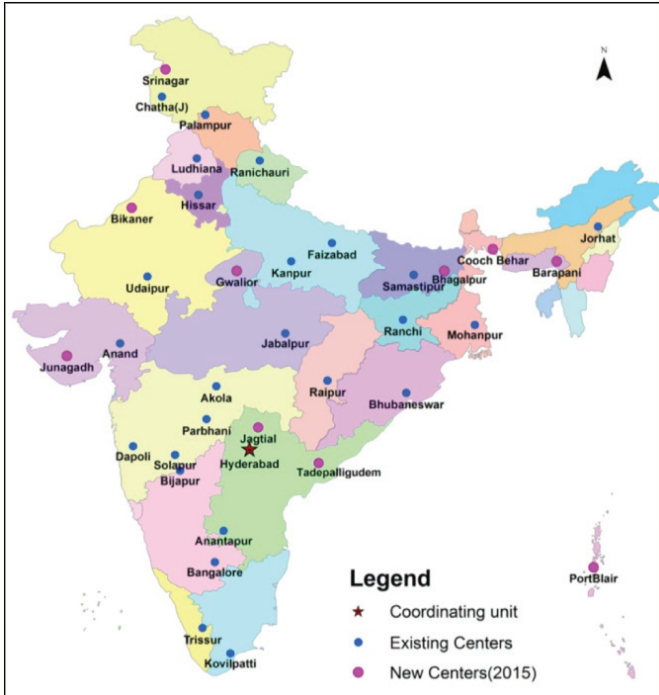 N
Srinagar
Chatha(J)
Palampur
Ludhiana
Ranichauri
Hissar
Bikaner
Jorhat
Faizabad
Cooch Behar
Kanpur
Barapani
Gwalior
Bhagalpur
Udaipur
Samastipur
Ranchi
Mohanpur
Jabalpur
Anand
Junagadh
Akola
Raipur
Bhubaneswar
Parbhani
Jagtial
Dapoli
Solapur
Hyderabad
Bijapur
Tadepalligudem
Anantapur
Bangalore
PortBlair
Trissur
Kovilpatti
Legend
Coordinating unit
Existing Centers
New Centers(2015)